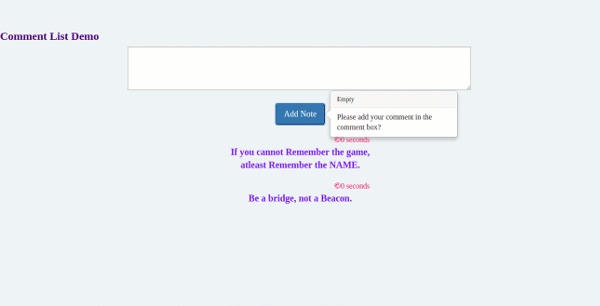 Comment List Demo
Empty
Add Note
Please add your comment in the
comment box?
0 seconds
If you cannot Remember the game,
atleast Remember the NAME.
0 seconds
Be a bridge, not a Beacon.